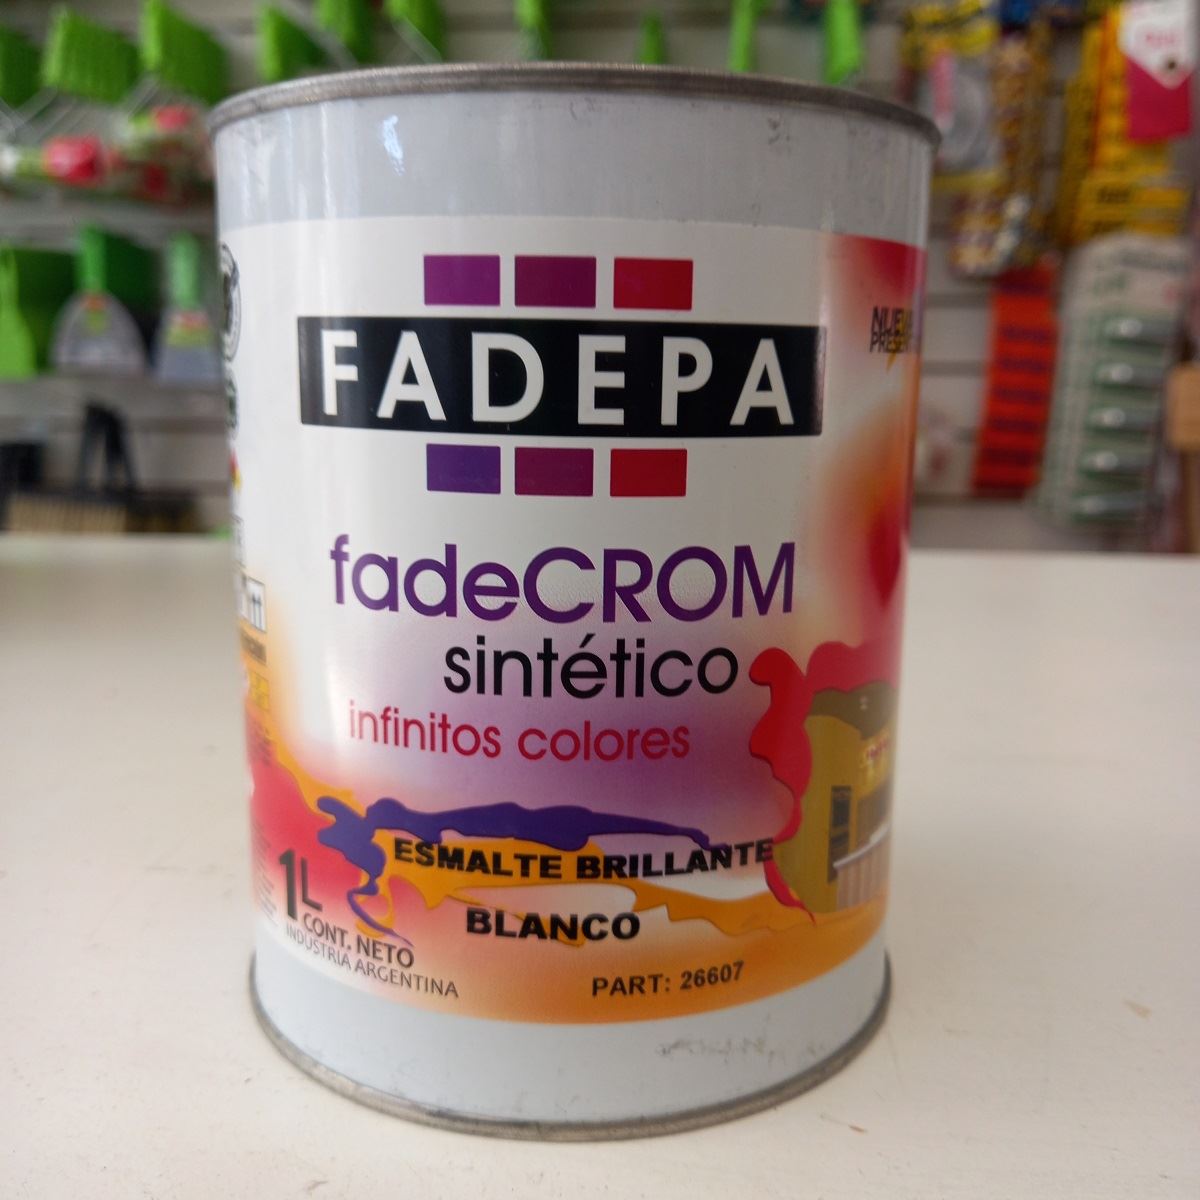 FADEPA
fadeCROM
sintético
infinitos colores
ESMALTE BRILLANTE
BLANCO
1L
CONT. NETO
INDUSTRIA ARGENTINA
PART: 26607